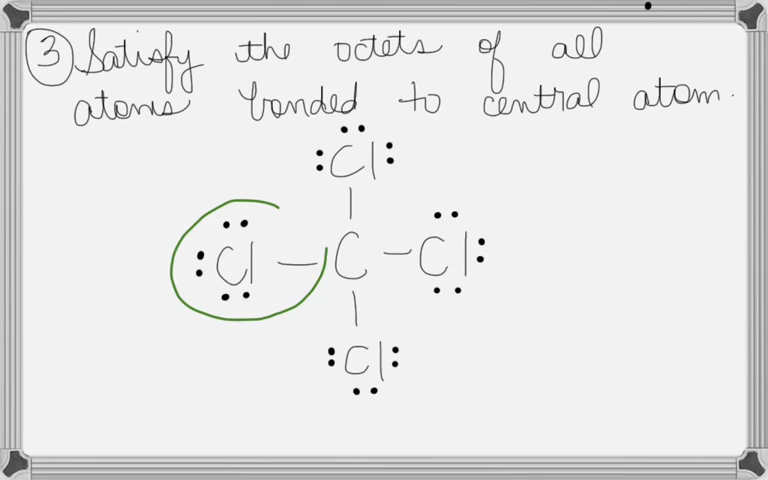 ③ Satisfy the octets of all
atoms bonded to central atom.
Cl
Cl — C — Cl
Cl